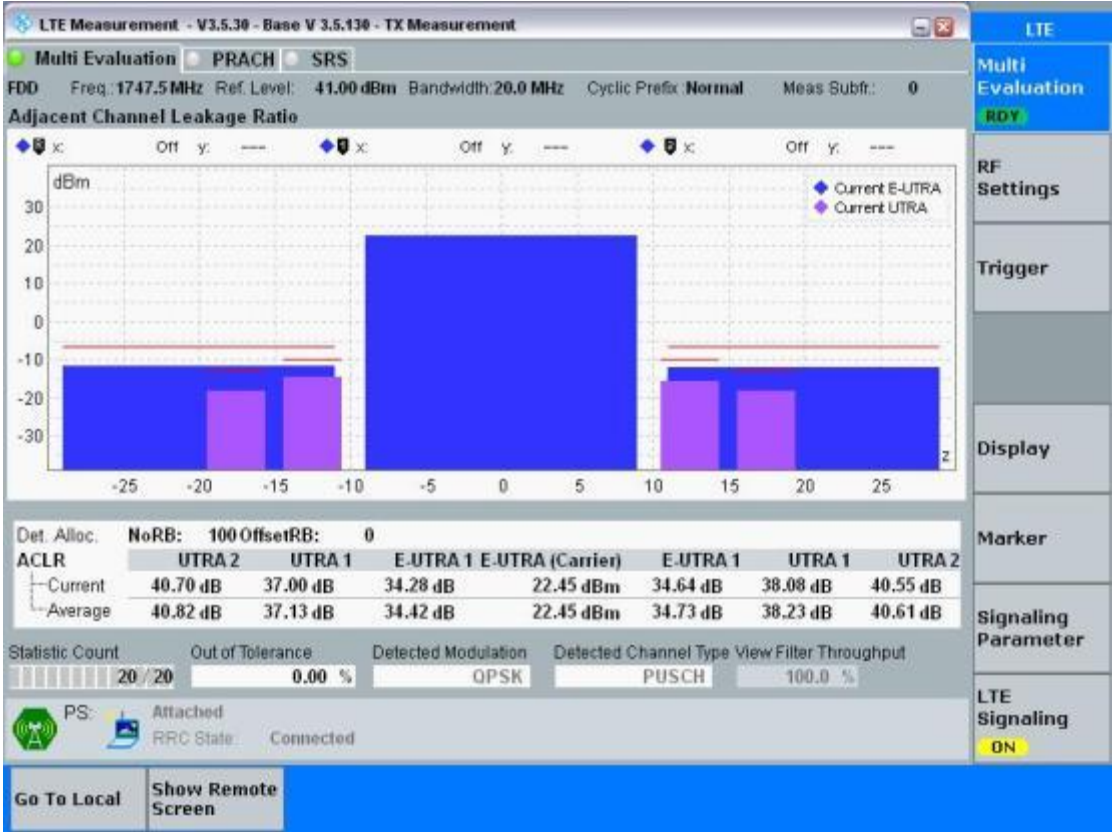 LTE Measurement - V3.5.30 - Base V 3.5.130 - TX Measurement
LTE
Multi Evaluation PRACH SRS
Multi Evaluation
RDY
FDD Freq.: 1747.5 MHz Ref. Level: 41.00 dBm Bandwidth: 20.0 MHz Cyclic Prefix: Normal Meas Subfr.: 0
Adjacent Channel Leakage Ratio
x: Off y: --- x: Off y: --- x: Off y: ---
dBm
Current E-UTRA
Current UTRA
30
20
10
0
-10
-20
-30
z
-25 -20 -15 -10 -5 0 5 10 15 20 25
RF
Settings
Trigger
Display
Marker
Signaling
Parameter
LTE
Signaling
ON
Det. Alloc. NoRB: 100 OffsetRB: 0
ACLR UTRA 2 UTRA 1 E-UTRA 1 E-UTRA (Carrier) E-UTRA 1 UTRA 1 UTRA 2
Current 40.70 dB 37.00 dB 34.28 dB 22.45 dBm 34.64 dB 38.08 dB 40.55 dB
Average 40.82 dB 37.13 dB 34.42 dB 22.45 dBm 34.73 dB 38.23 dB 40.61 dB
Statistic Count Out of Tolerance Detected Modulation Detected Channel Type View Filter Throughput
20 / 20 0.00 % QPSK PUSCH 100.0 %
PS: Attached
RRC State: Connected
Go To Local
Show Remote
Screen